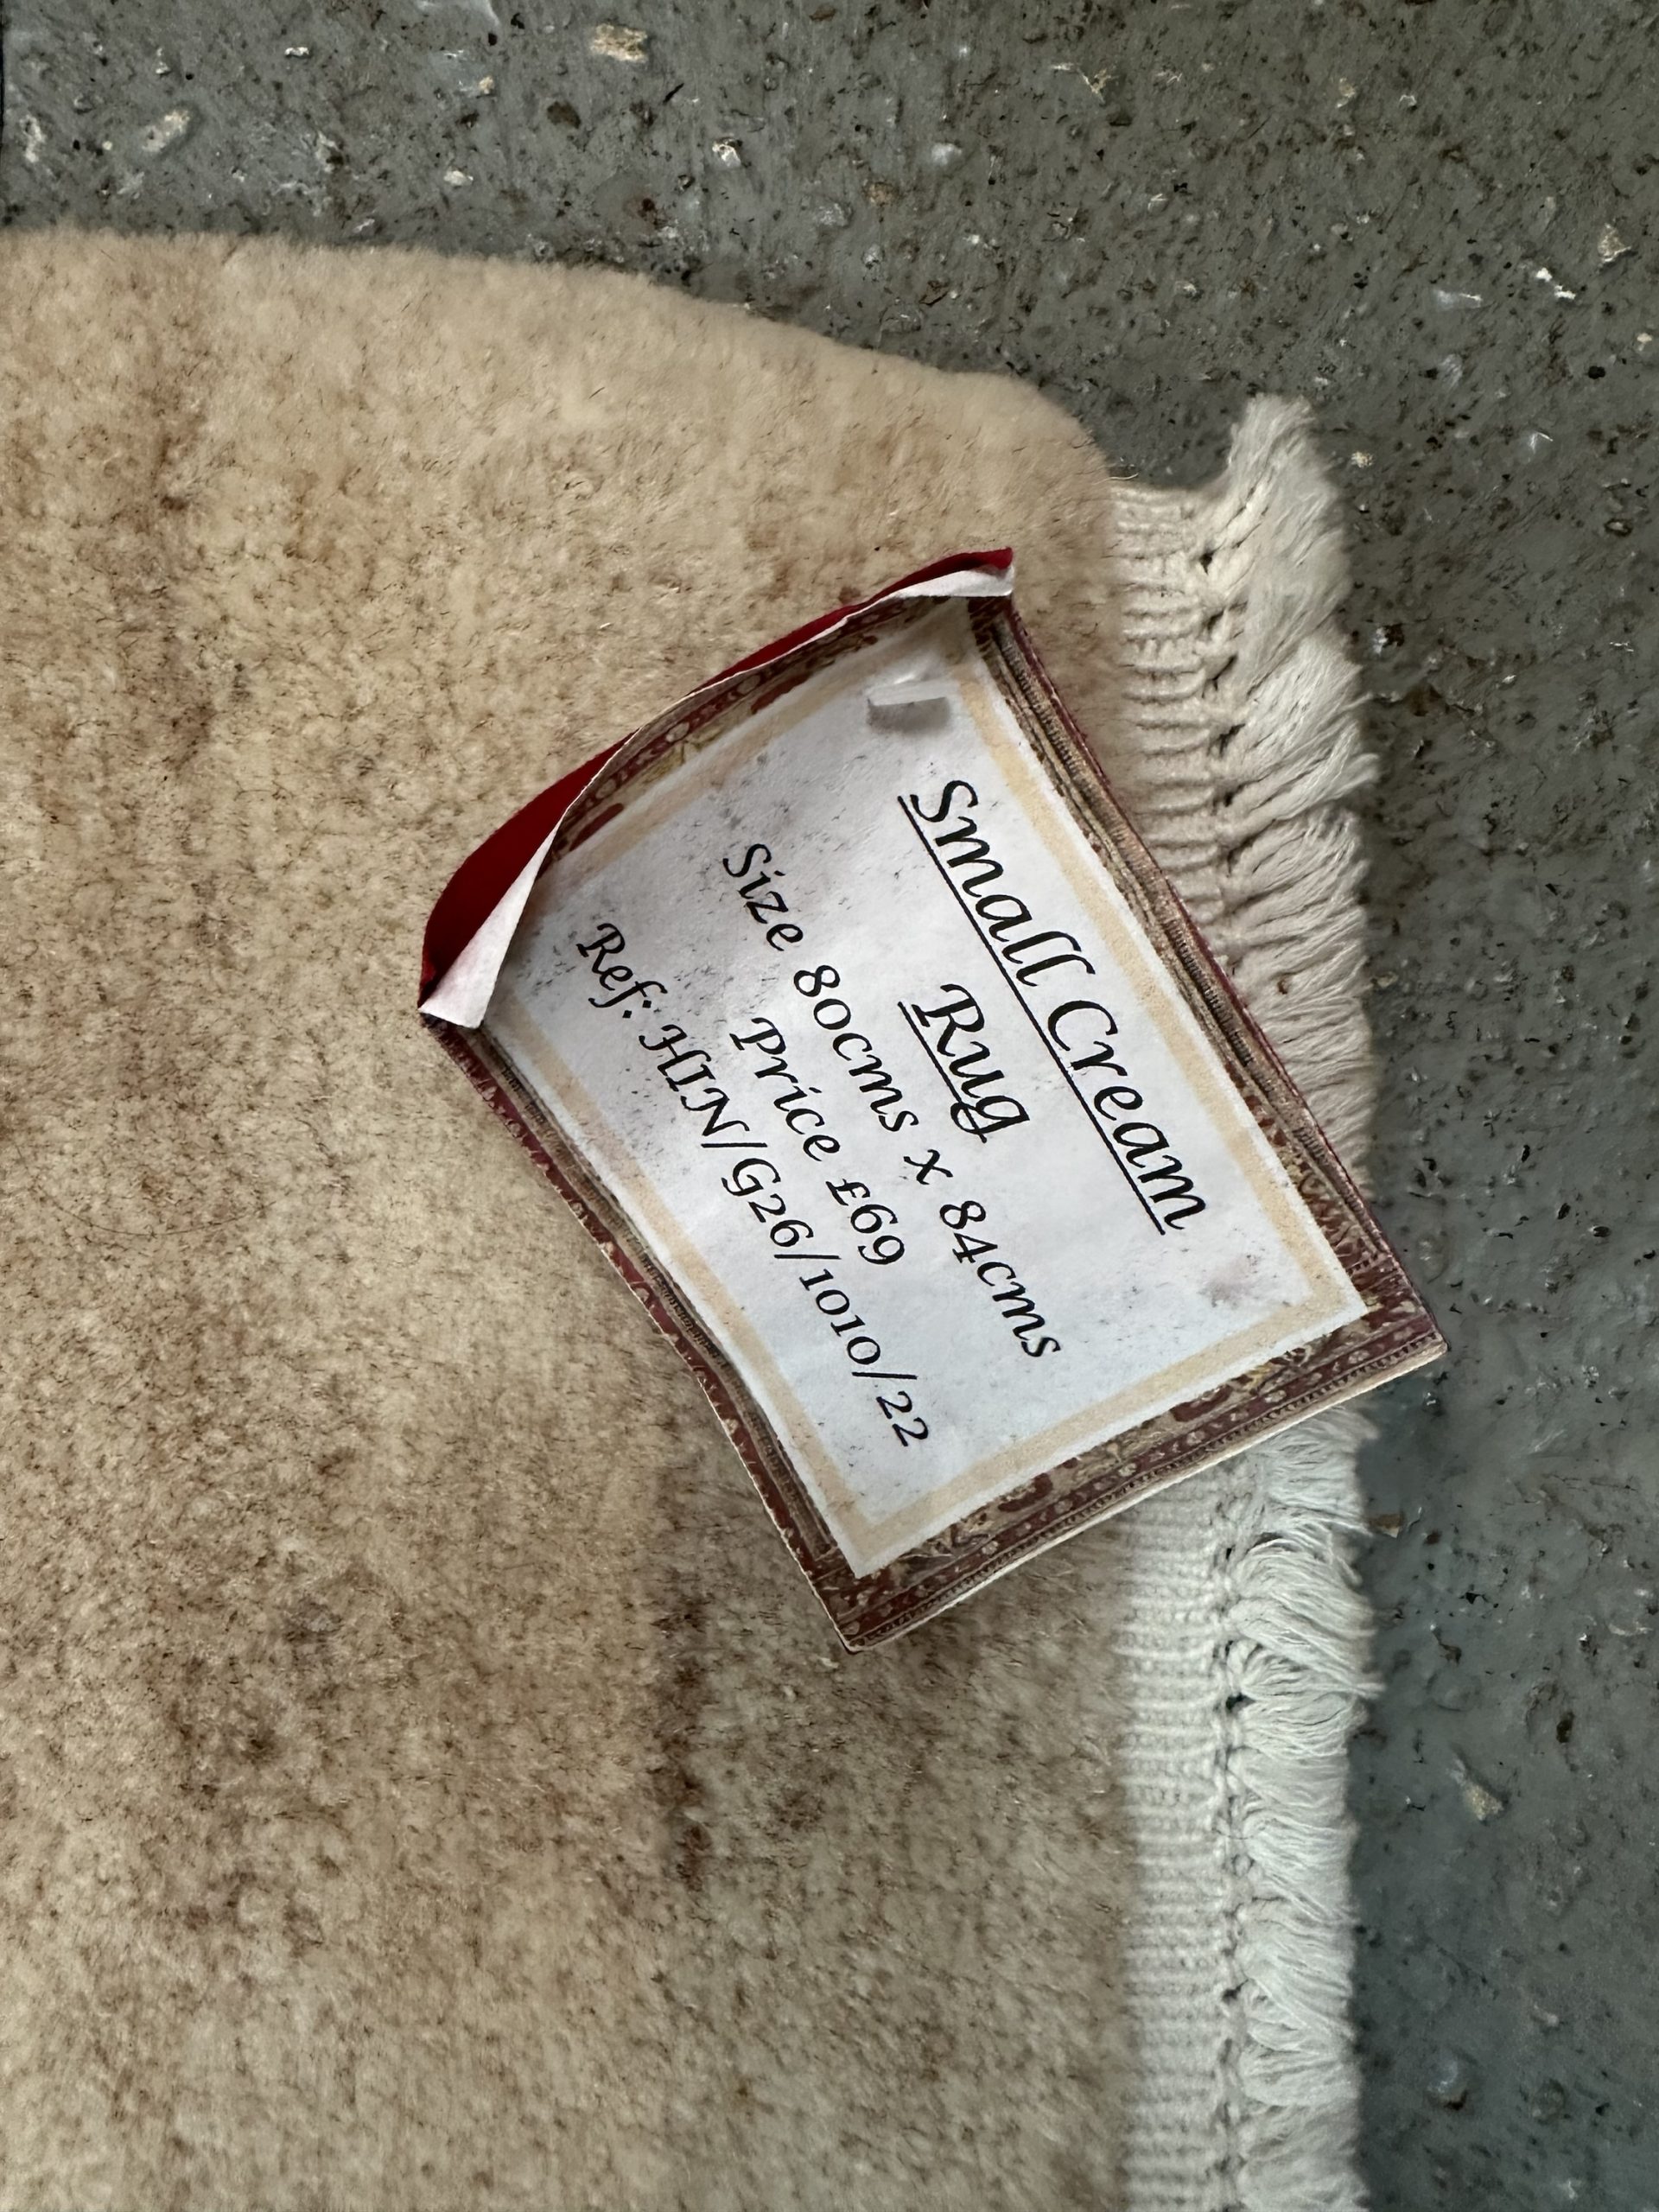 Small Cream
Rug
Size 80cms x 84cms
Price £69
Ref: HIN/G26/1010/22